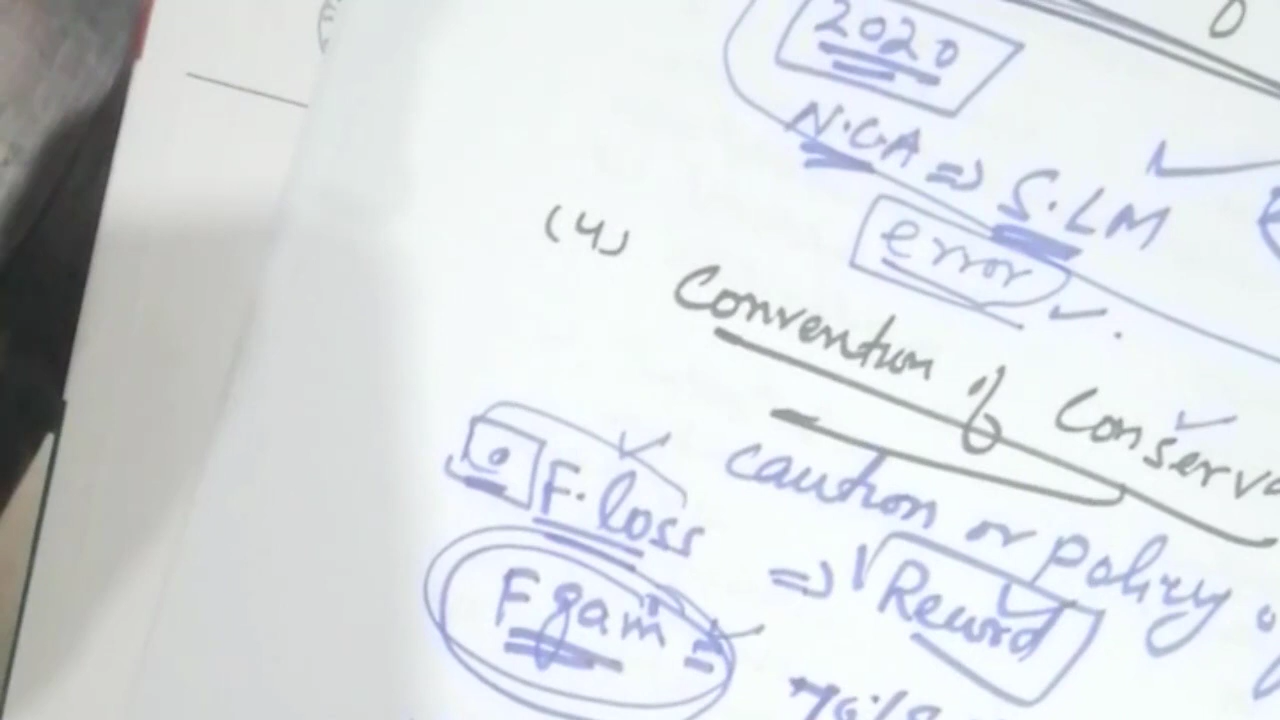 2020
N.C.A => S.LM
error
(4) Convention of Conserva
caution or policy
F. loss
F gain => Record